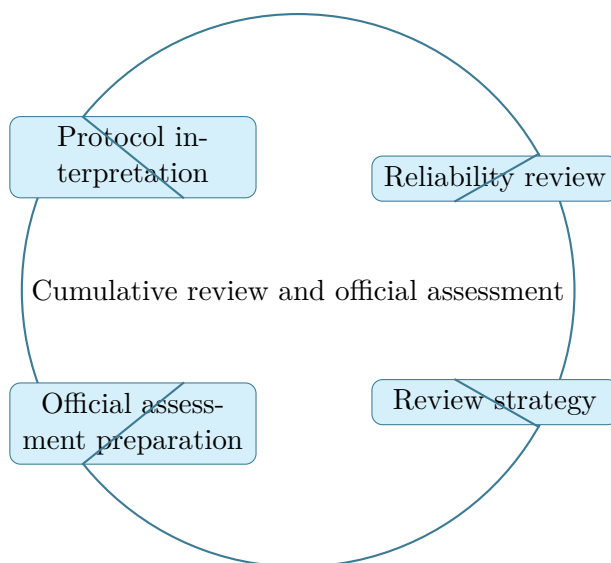 Protocol in-
terpretation
Reliability review
Cumulative review and official assessment
Official assess-
ment preparation
Review strategy